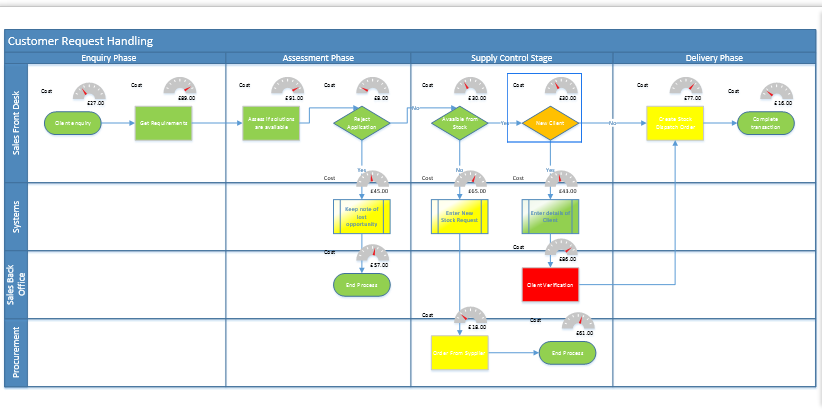 Customer Request Handling
Enquiry Phase
Assessment Phase
Supply Control Stage
Delivery Phase
Sales Front Desk
Cost
£27.00
Cost
£89.00
Cost
£91.00
Cost
£8.00
Cost
£30.00
Cost
£30.00
Cost
£77.00
Cost
£16.00
Client enquiry
Get Requirements
Assess if solutions
are available
Reject
Application
No
Available from
Stock
Yes
New Client
No
Create Stock
Dispatch Order
Complete
transaction
Yes
No
Yes
Systems
Cost
£45.00
Cost
£65.00
Cost
Keep note of
lost
opportunity
Enter New
Stock Request
Enter details of
Client
Sales Back
Office
Cost
£57.00
Cost
End Process
Client Verification
Procurement
Cost
£18.00
Cost
£61.00
End Process